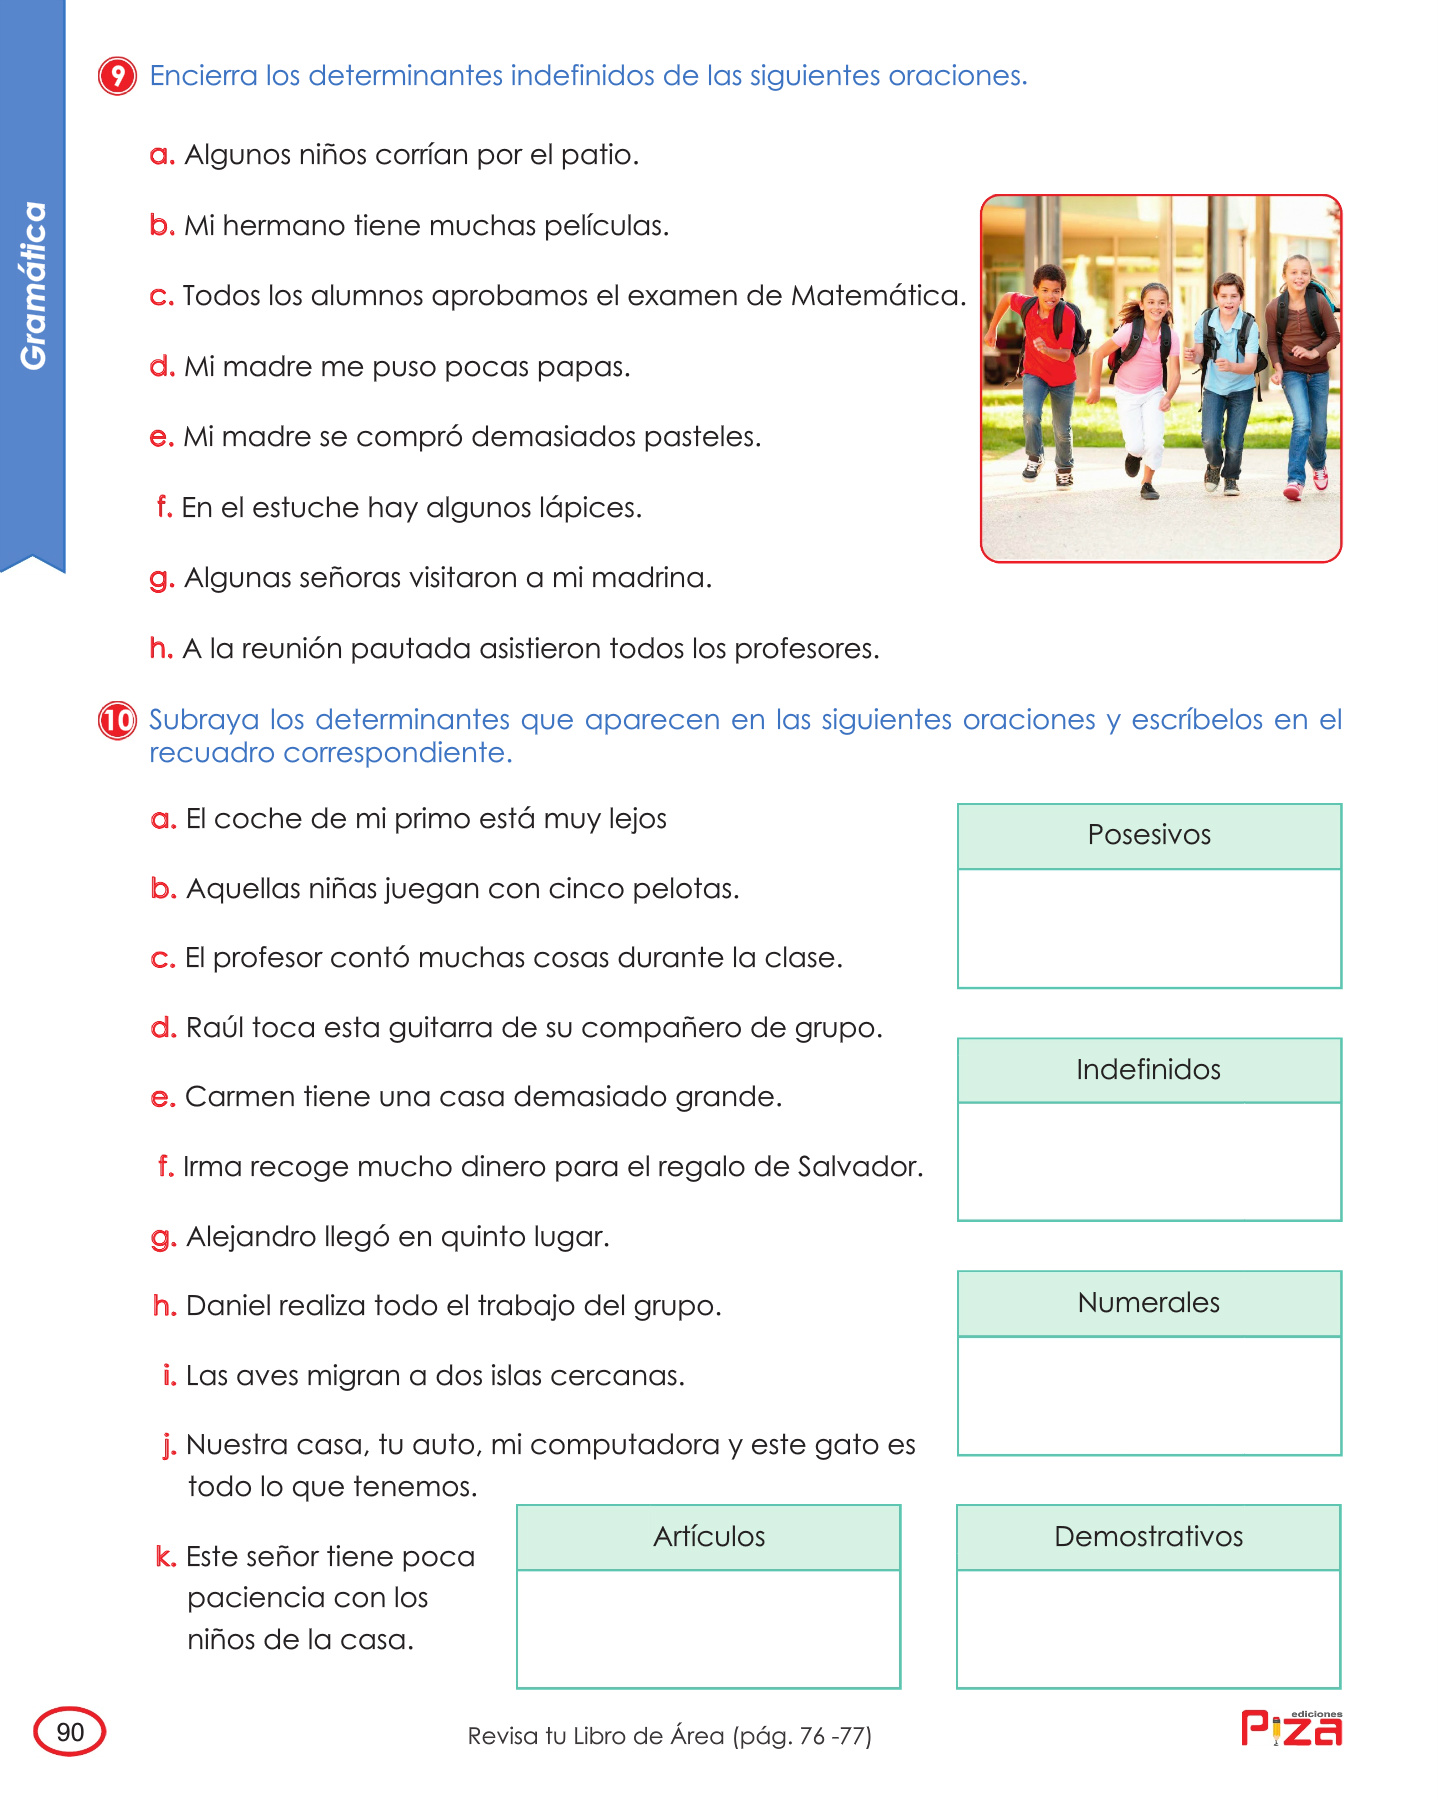 Gramática
9 Encierra los determinantes indefinidos de las siguientes oraciones.
a. Algunos niños corrían por el patio.
b. Mi hermano tiene muchas películas.
c. Todos los alumnos aprobamos el examen de Matemática.
d. Mi madre me puso pocas papas.
e. Mi madre se compró demasiados pasteles.
f. En el estuche hay algunos lápices.
g. Algunas señoras visitaron a mi madrina.
h. A la reunión pautada asistieron todos los profesores.
10 Subraya los determinantes que aparecen en las siguientes oraciones y escríbelos en el
recuadro correspondiente.
a. El coche de mi primo está muy lejos
b. Aquellas niñas juegan con cinco pelotas.
c. El profesor contó muchas cosas durante la clase.
d. Raúl toca esta guitarra de su compañero de grupo.
e. Carmen tiene una casa demasiado grande.
f. Irma recoge mucho dinero para el regalo de Salvador.
g. Alejandro llegó en quinto lugar.
h. Daniel realiza todo el trabajo del grupo.
i. Las aves migran a dos islas cercanas.
j. Nuestra casa, tu auto, mi computadora y este gato es
todo lo que tenemos.
k. Este señor tiene poca
paciencia con los
niños de la casa.
Posesivos
Indefinidos
Numerales
Artículos
Demostrativos
90
Revisa tu Libro de Área (pág. 76 -77)
ediciones
Piza